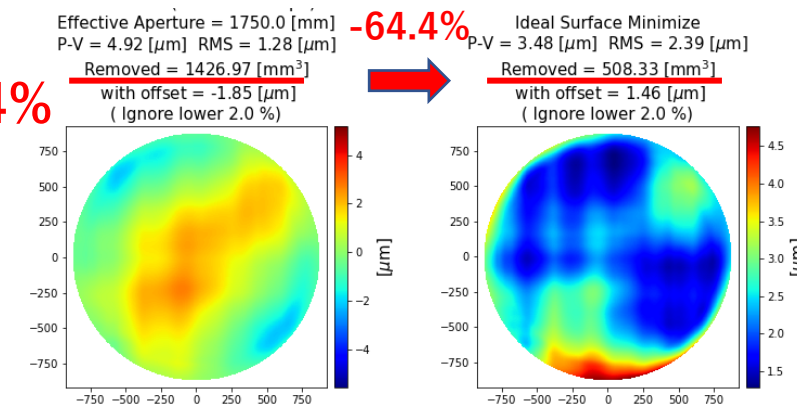 Effective Aperture = 1750.0 [mm]
P-V = 4.92 [μm]  RMS = 1.28 [μm]
Removed = 1426.97 [mm³]
with offset = -1.85 [μm]
( Ignore lower 2.0 %)
-64.4%
Ideal Surface Minimize
P-V = 3.48 [μm]  RMS = 2.39 [μm]
Removed = 508.33 [mm³]
with offset = 1.46 [μm]
( Ignore lower 2.0 %)
4%
750
500
250
0
−250
−500
−750
−750 −500 −250 0 250 500 750
4
2
0
−2
−4
[μm]
750
500
250
0
−250
−500
−750
−750 −500 −250 0 250 500 750
4.5
4.0
3.5
3.0
2.5
2.0
1.5